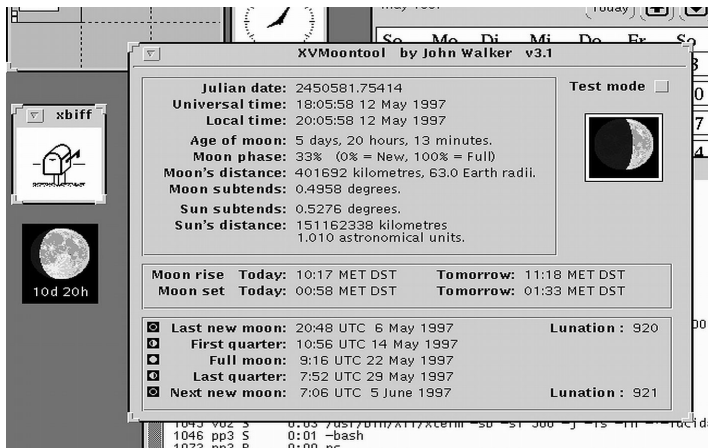 May 1997
Today
So Mo Di Mi Do Fr Sa
XVMoontool by John Walker v3.1
Julian date: 2450581.75414
Universal time: 18:05:58 12 May 1997
Local time: 20:05:58 12 May 1997
Test mode
Age of moon: 5 days, 20 hours, 13 minutes.
Moon phase: 33% (0% = New, 100% = Full)
Moon's distance: 401692 kilometres, 63.0 Earth radii.
Moon subtends: 0.4958 degrees.
Sun subtends: 0.5276 degrees.
Sun's distance: 151162338 kilometres
1.010 astronomical units.
xbiff
10d 20h
Moon rise Today: 10:17 MET DST Tomorrow: 11:18 MET DST
Moon set Today: 00:58 MET DST Tomorrow: 01:33 MET DST
Last new moon: 20:48 UTC 6 May 1997 Lunation : 920
First quarter: 10:56 UTC 14 May 1997
Full moon: 9:16 UTC 22 May 1997
Last quarter: 7:52 UTC 29 May 1997
Next new moon: 7:06 UTC 5 June 1997 Lunation : 921
1046 pp3 S 0:01 -bash